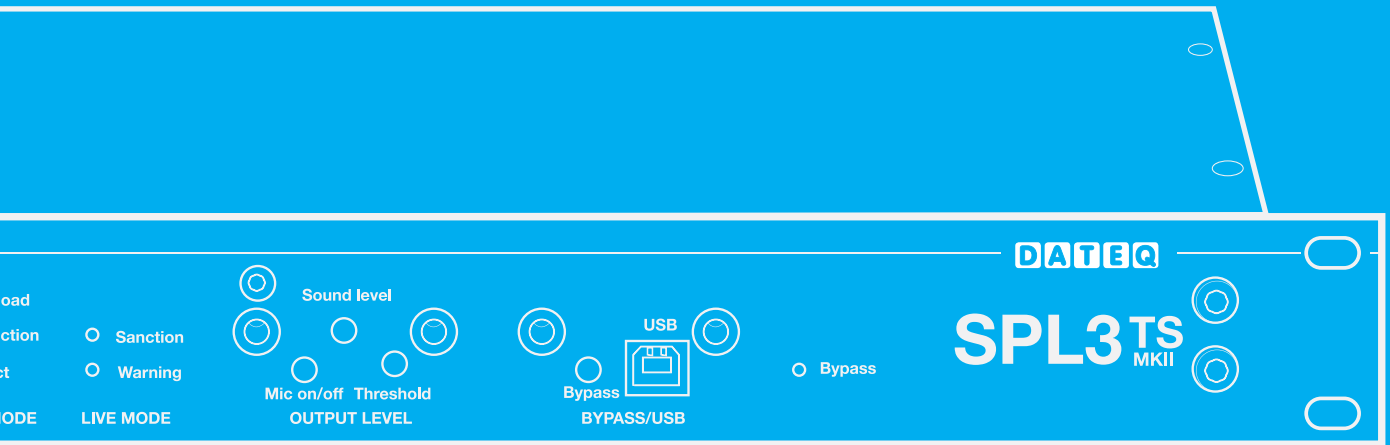 DATEQ
SPL3 TS
MKII
oad
ction
ct
ODE
Sanction
Warning
LIVE MODE
Sound level
Mic on/off
Threshold
OUTPUT LEVEL
USB
Bypass
BYPASS/USB
Bypass